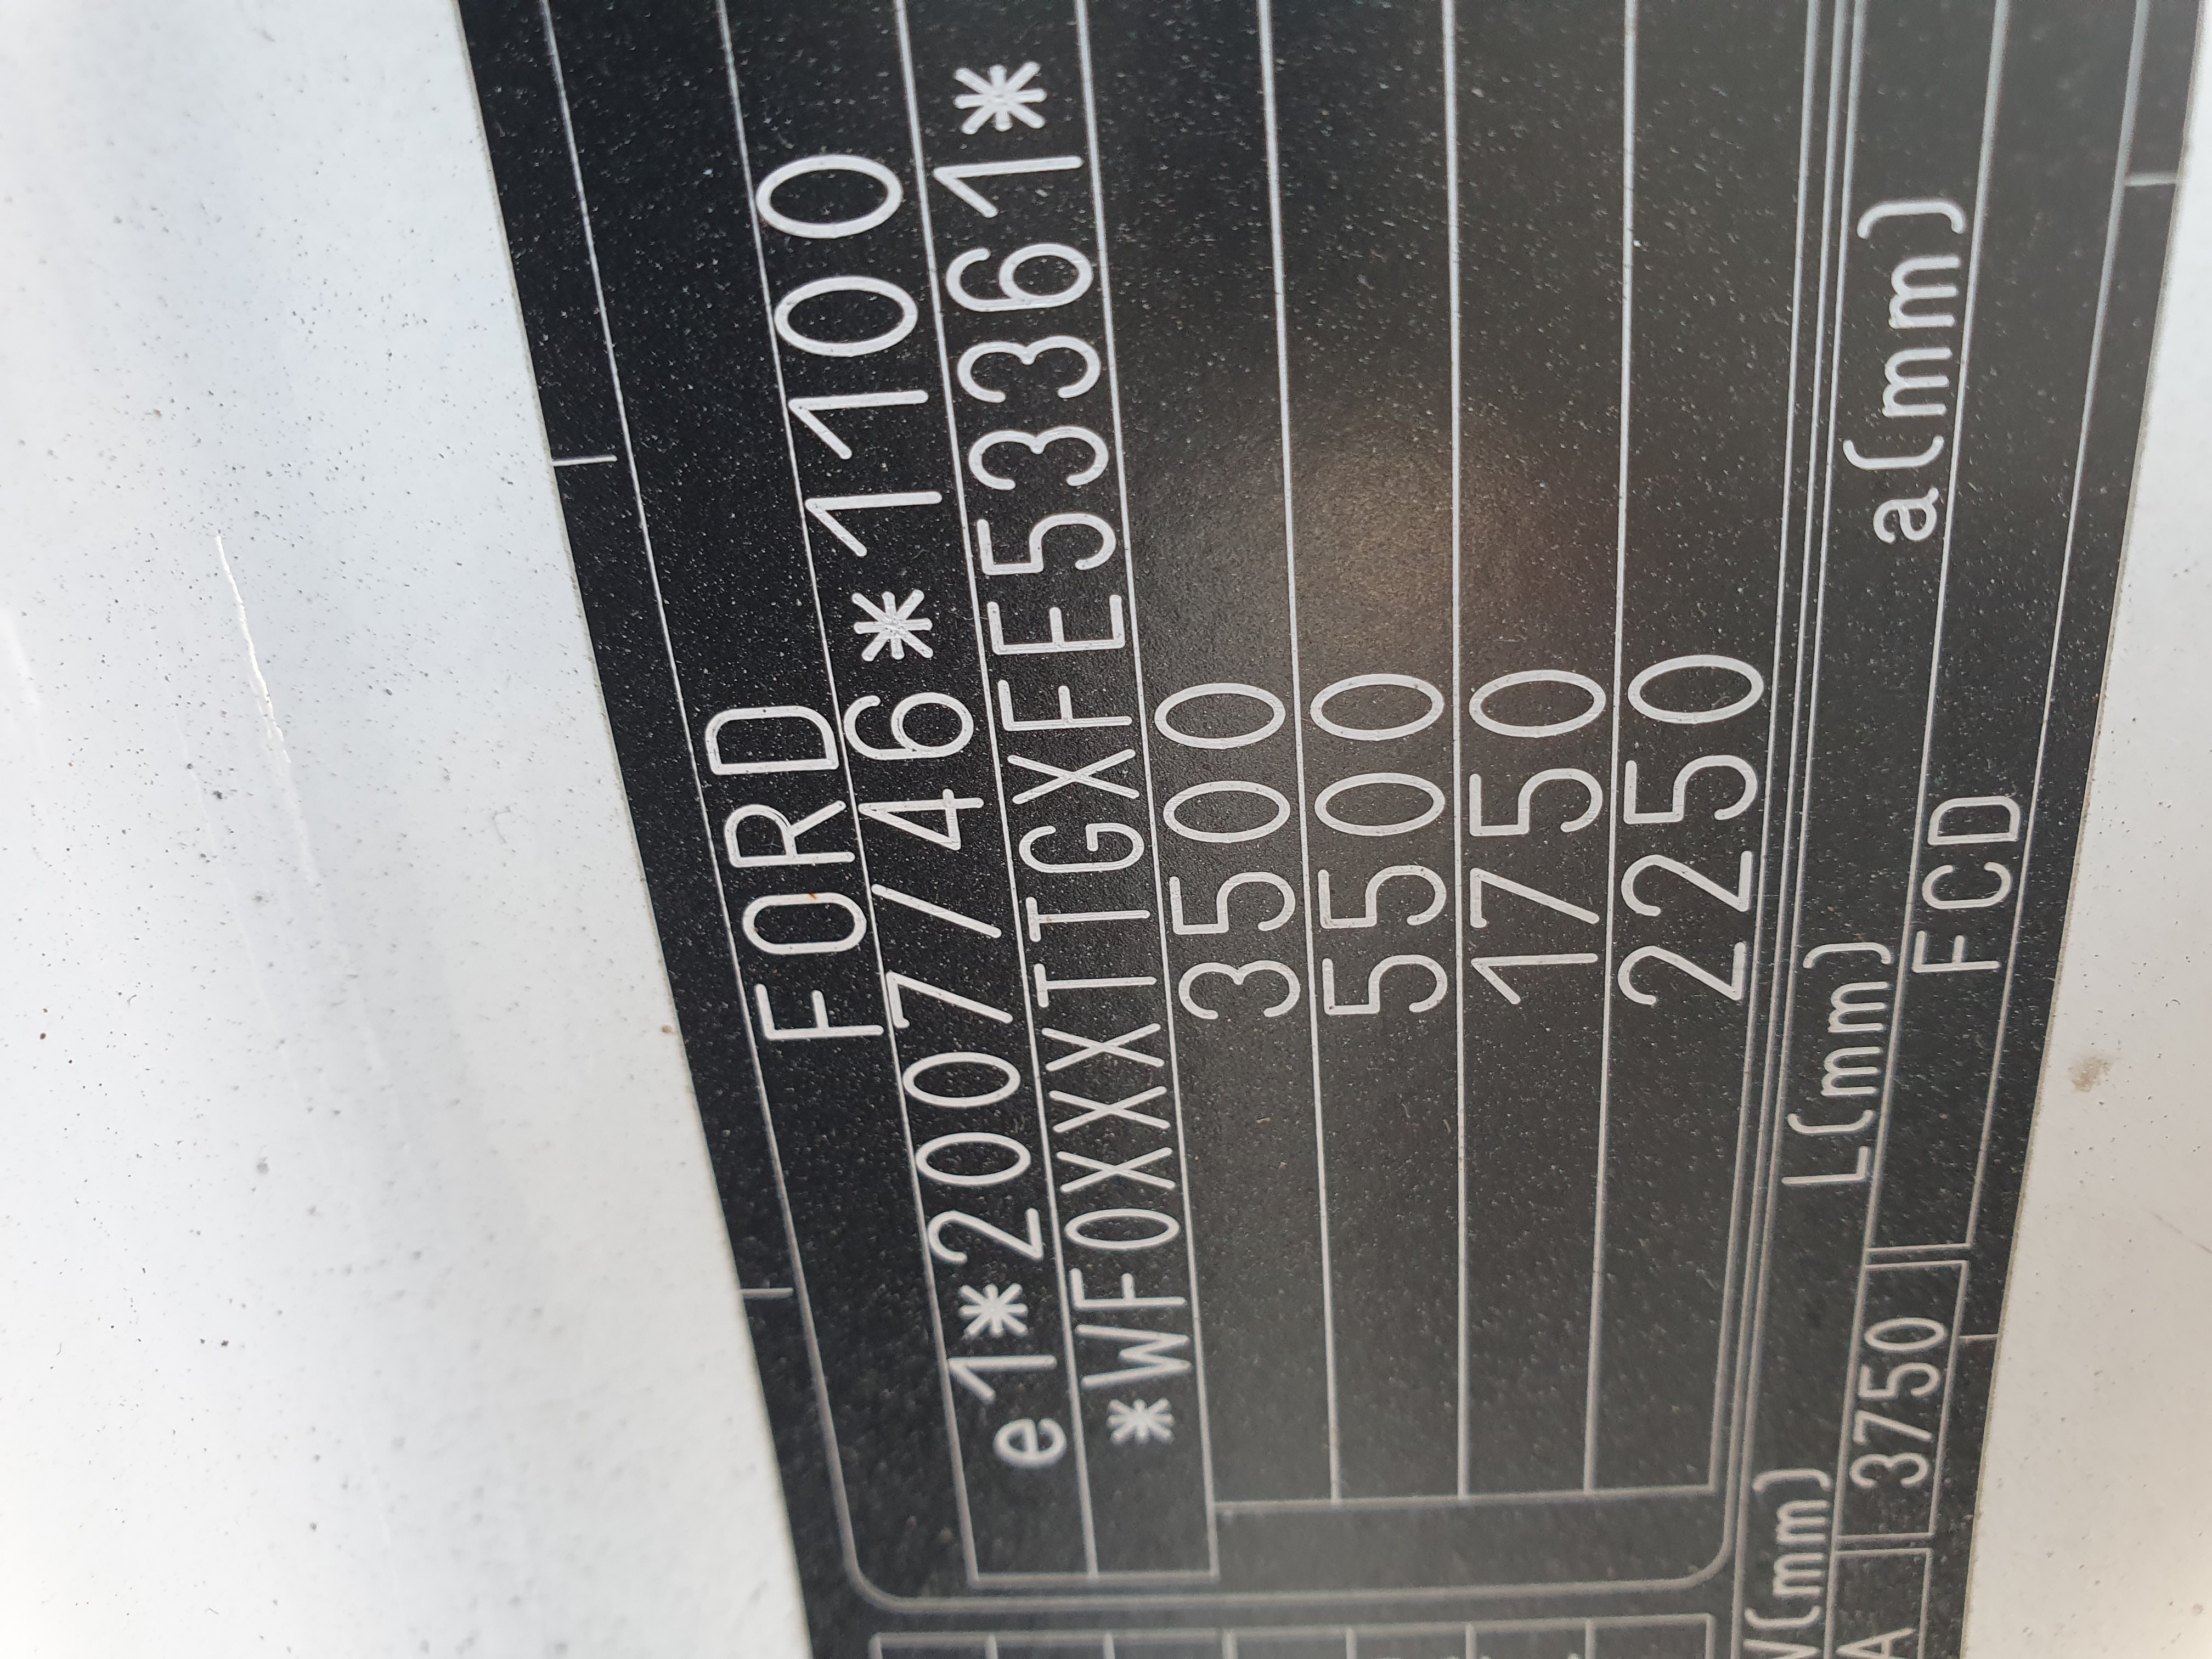 FORD
e1*2007/46*1100
*WF0XXXTTGXFE53361*
3500
5500
1750
2250
L(mm) a(mm)
3750 FCD